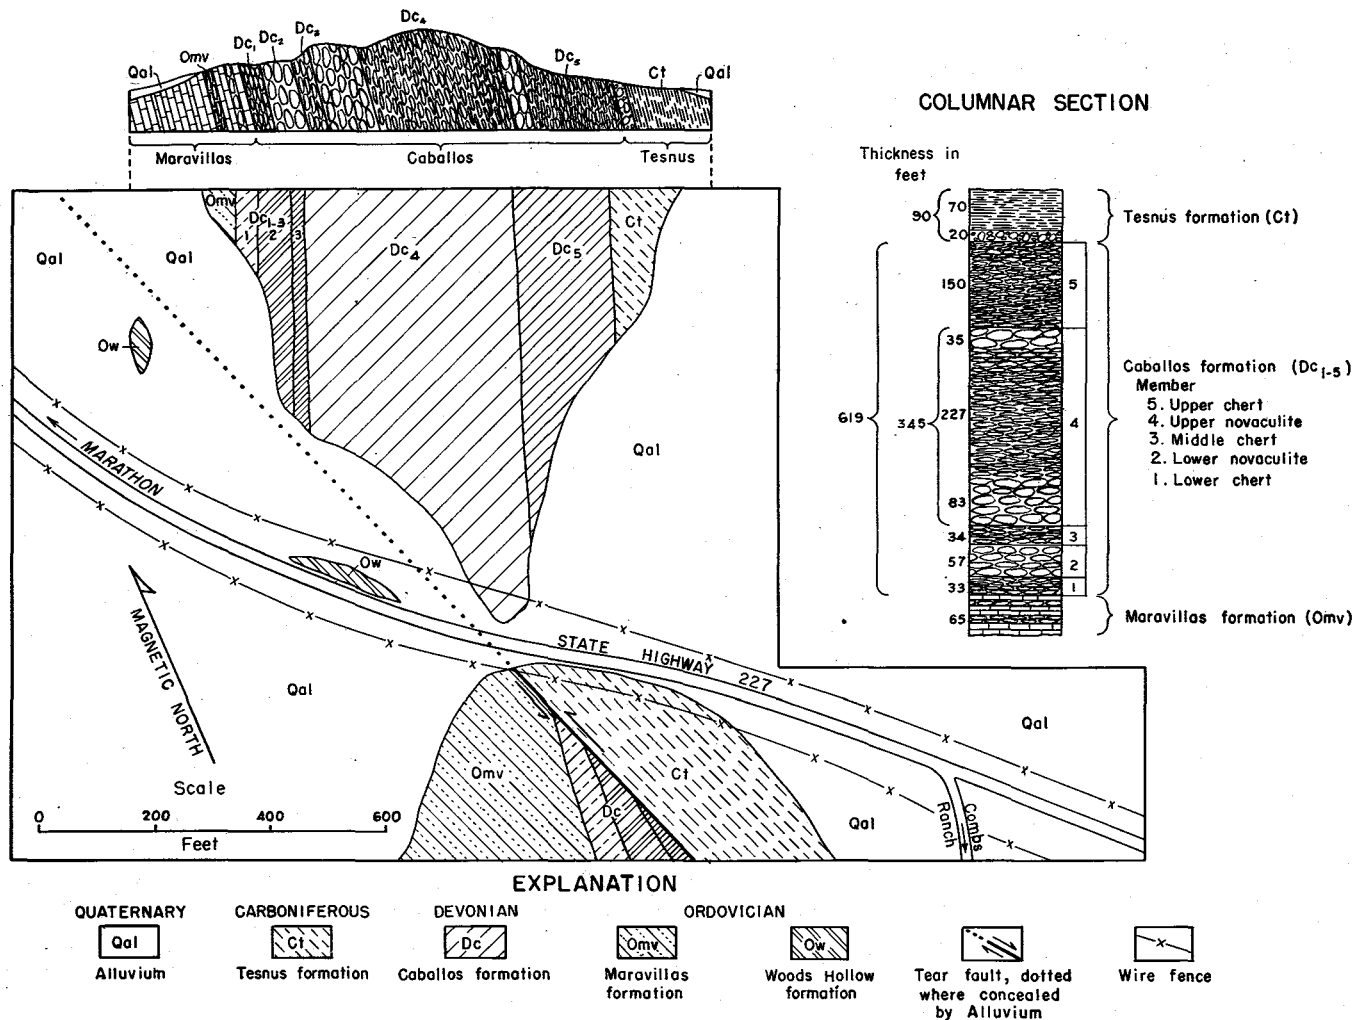 Qal
Omv
Dc1
Dc2
Dc3
Dc4
Dc5
Ct
Qal
Maravillas
Caballos
Tesnus
Omv
Dc1-3
1
2
3
Dc4
Dc5
Ct
Qal
Qal
Ow
Qal
MARATHON
Ow
STATE HIGHWAY 227
MAGNETIC NORTH
Qal
Qal
Omv
Ct
Dc
Qal
Combs
Ranch
Scale
0 200 400 600
Feet
COLUMNAR SECTION
Thickness in
feet
90
70
20
Tesnus formation (Ct)
150
5
35
619
345
227
4
83
34
3
57
2
33
1
65
Caballos formation (Dc1-5)
Member
5. Upper chert
4. Upper novaculite
3. Middle chert
2. Lower novaculite
1. Lower chert
Maravillas formation (Omv)
EXPLANATION
QUATERNARY
CARBONIFEROUS
DEVONIAN
ORDOVICIAN
Qal
Ct
Dc
Omv
Ow
x
Alluvium
Tesnus formation
Caballos formation
Maravillas
formation
Woods Hollow
formation
Tear fault, dotted
where concealed
by Alluvium
Wire fence